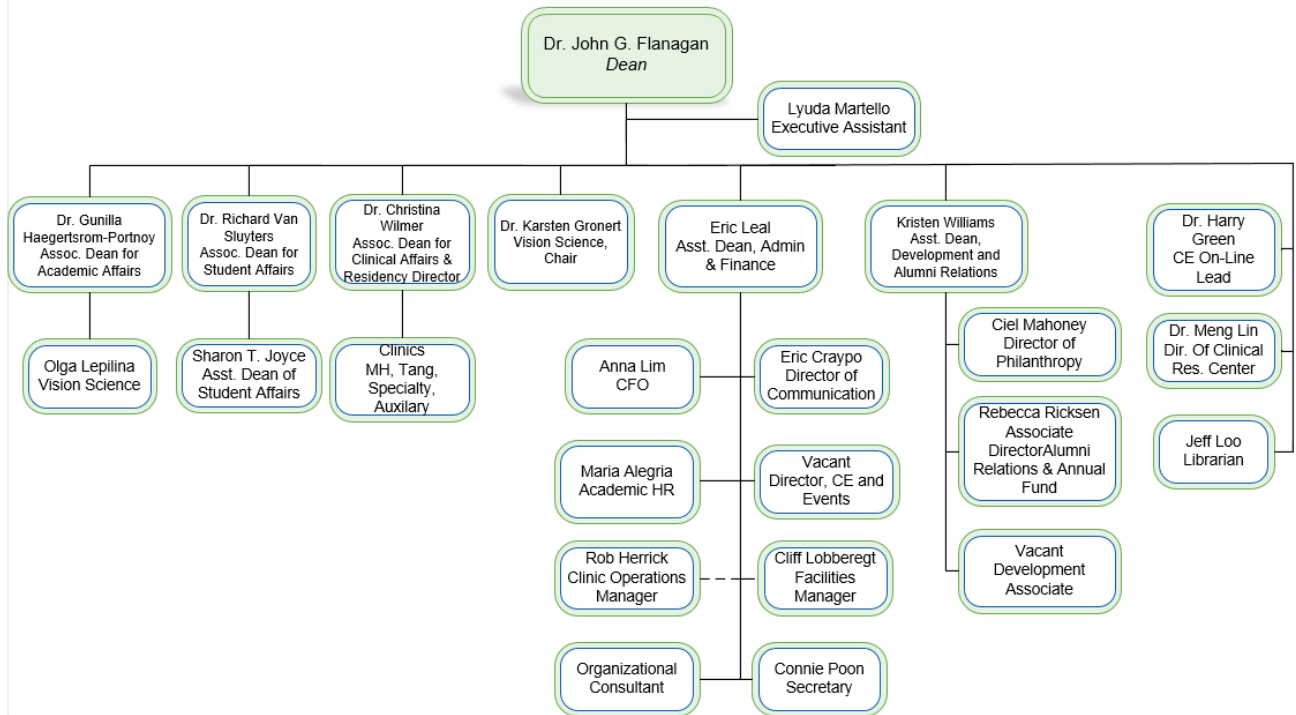 Dr. John G. Flanagan
Dean
Lyuda Martello
Executive Assistant
Dr. Gunilla
Haegertsrom-Portnoy
Assoc. Dean for
Academic Affairs
Dr. Richard Van
Sluyters
Assoc. Dean for
Student Affairs
Dr. Christina
Wilmer
Assoc. Dean for
Clinical Affairs &
Residency Director
Dr. Karsten Gronert
Vision Science,
Chair
Eric Leal
Asst. Dean, Admin
& Finance
Kristen Williams
Asst. Dean,
Development and
Alumni Relations
Dr. Harry
Green
CE On-Line
Lead
Olga Lepilina
Vision Science
Sharon T. Joyce
Asst. Dean of
Student Affairs
Clinics
MH, Tang,
Specialty,
Auxilary
Anna Lim
CFO
Eric Craypo
Director of
Communication
Ciel Mahoney
Director of
Philanthropy
Dr. Meng Lin
Dir. Of Clinical
Res. Center
Maria Alegria
Academic HR
Vacant
Director, CE and
Events
Rebecca Ricksen
Associate
DirectorAlumni
Relations & Annual
Fund
Jeff Loo
Librarian
Rob Herrick
Clinic Operations
Manager
Cliff Lobberegt
Facilities
Manager
Vacant
Development
Associate
Organizational
Consultant
Connie Poon
Secretary